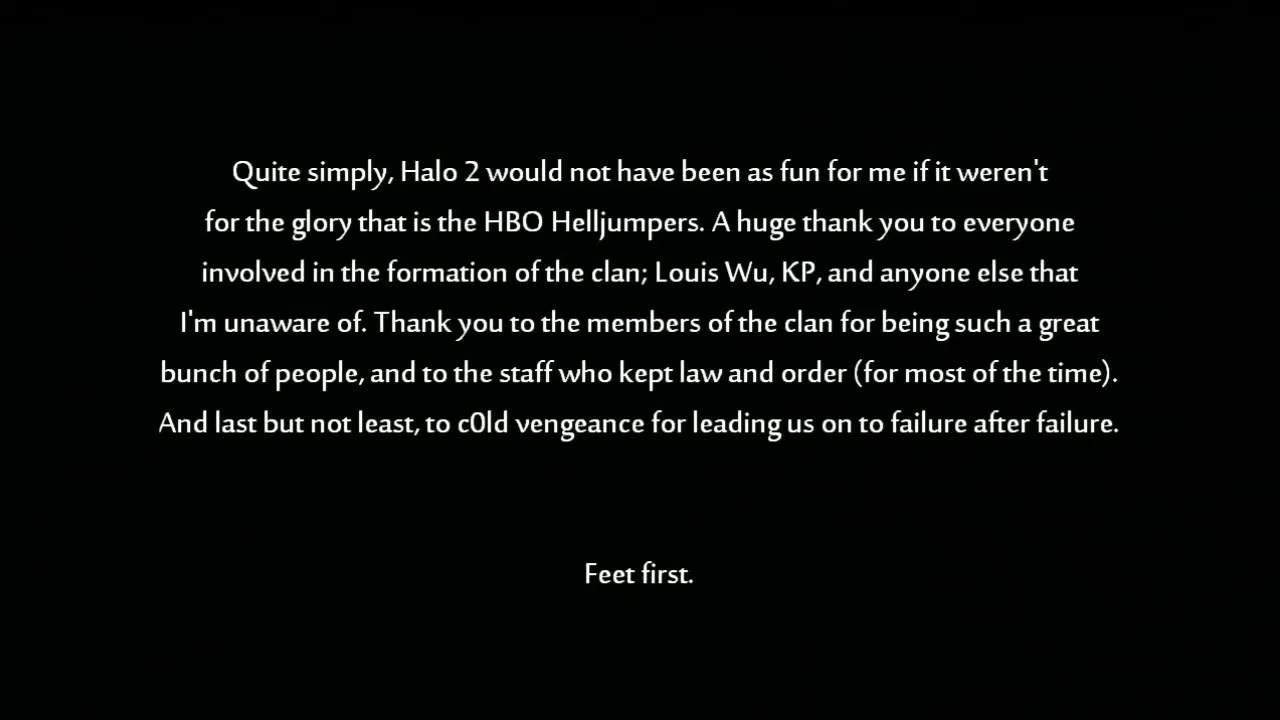 Quite simply, Halo 2 would not have been as fun for me if it weren't
for the glory that is the HBO Helljumpers. A huge thank you to everyone
involved in the formation of the clan; Louis Wu, KP, and anyone else that
I'm unaware of. Thank you to the members of the clan for being such a great
bunch of people, and to the staff who kept law and order (for most of the time).
And last but not least, to c0ld vengeance for leading us on to failure after failure.
Feet first.